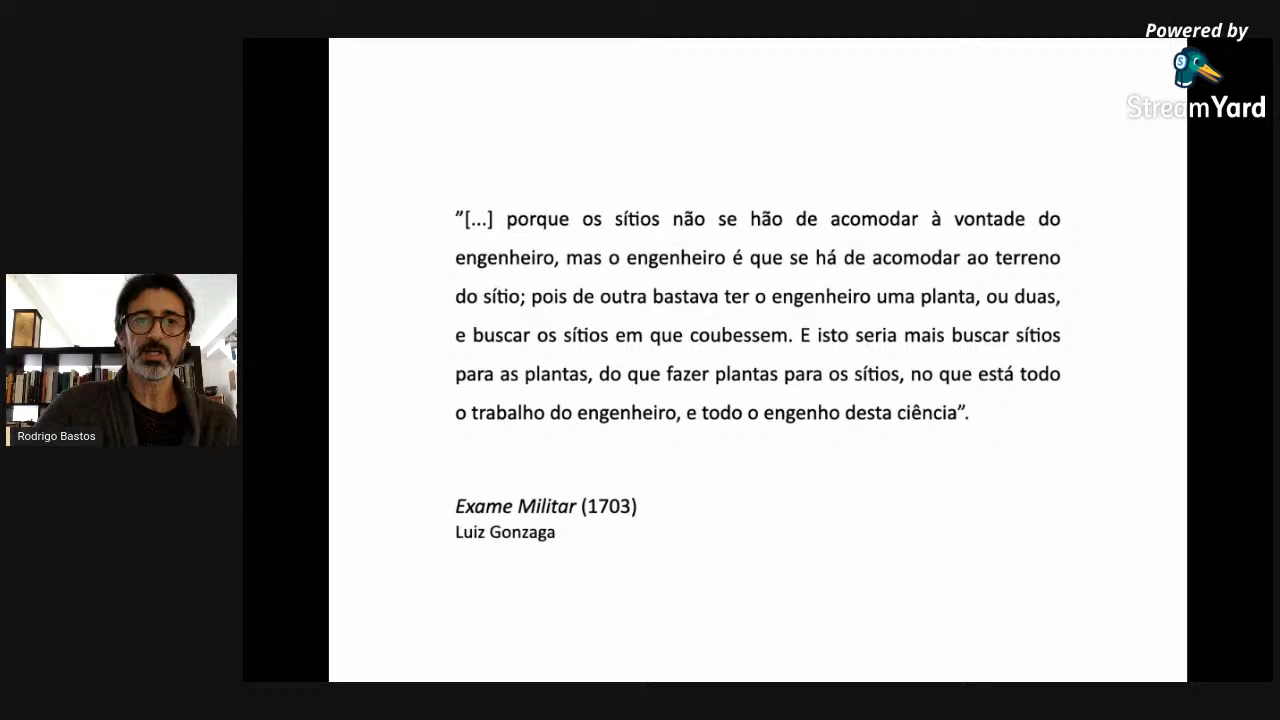 Powered by
StreamYard
"[...] porque os sítios não se hão de acomodar à vontade do
engenheiro, mas o engenheiro é que se há de acomodar ao terreno
do sítio; pois de outra bastava ter o engenheiro uma planta, ou duas,
e buscar os sítios em que coubessem. E isto seria mais buscar sítios
para as plantas, do que fazer plantas para os sítios, no que está todo
o trabalho do engenheiro, e todo o engenho desta ciência”.
Exame Militar (1703)
Luiz Gonzaga
Rodrigo Bastos